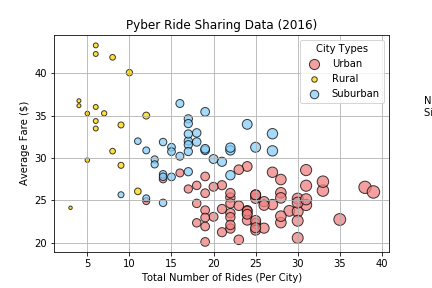 Pyber Ride Sharing Data (2016)
City Types
Urban
Rural
Suburban
N
Si
Average Fare ($)
40
35
30
25
20
5
10
15
20
25
30
35
40
Total Number of Rides (Per City)